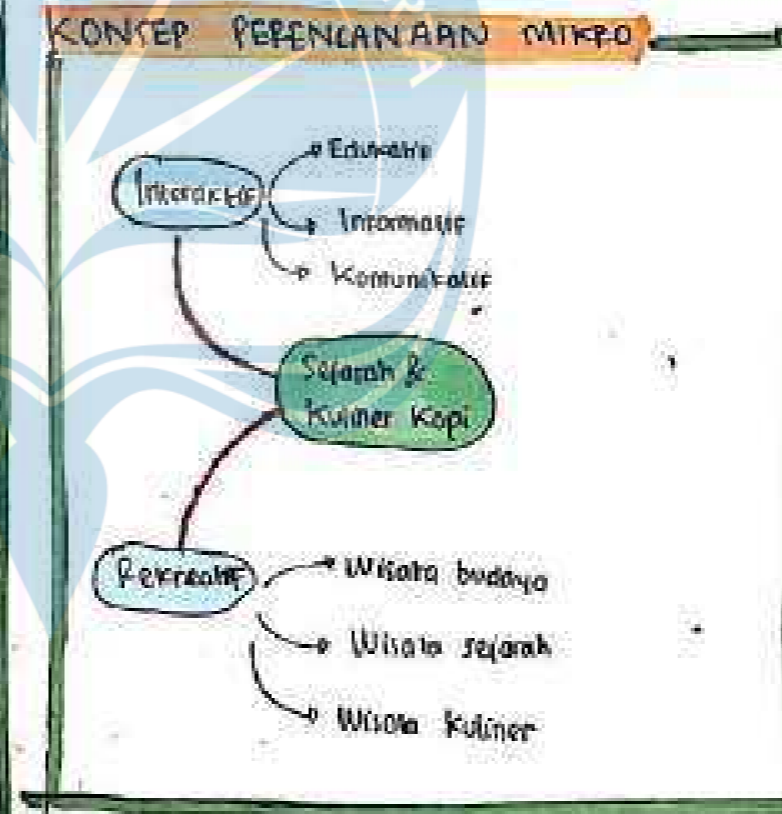 KONSEP PERENCANAAN MIKRO
Interaktif
Edukatif
Informatif
Komunikatif
Sejarah &
Kuliner Kopi
Rekreatif
Wisata budaya
Wisata sejarah
Wisata kuliner